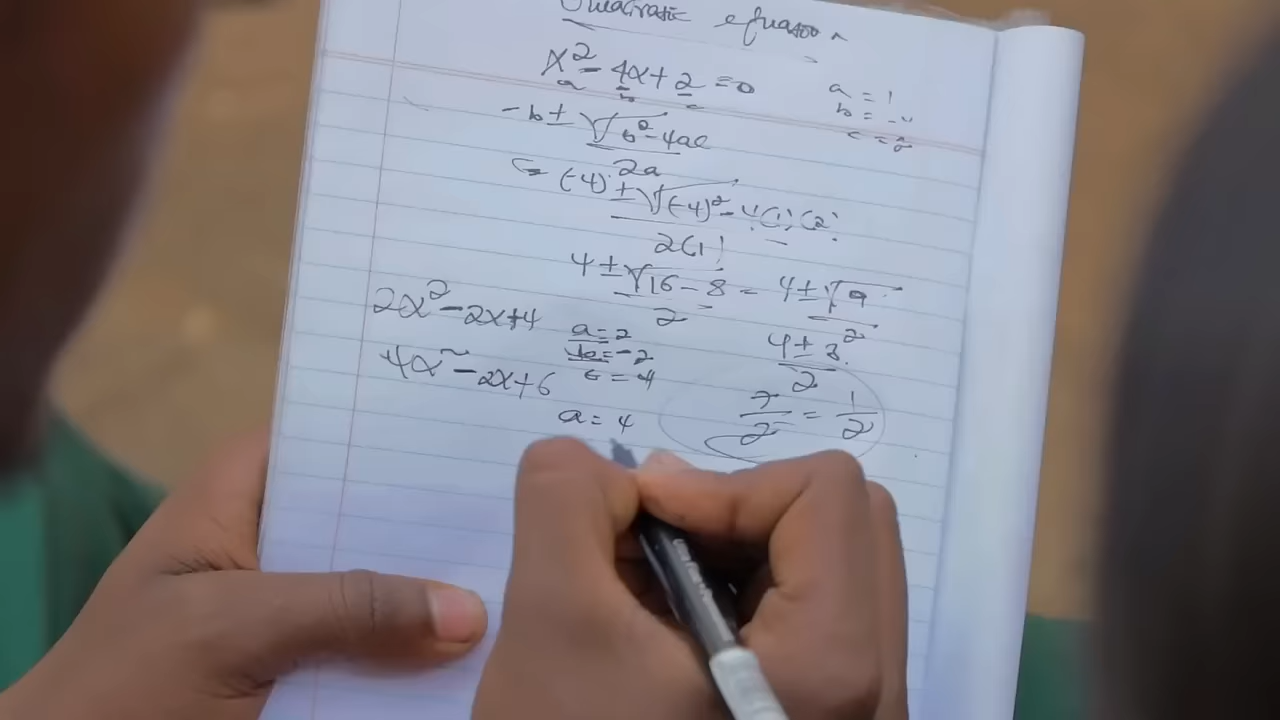 Quadratic equation
x² - 4x + 2 = 0
a b c
a = 1
b = -4
c = 2
-b ± √b² - 4ac
2a
= (-4) ± √(-4)² - 4(1)(2)
2(1)
4 ± √16 - 8 = 4 ± √9
2 2
4 ± 3
2
7/2 = 1/2
2x² - 2x + 4
a = 2
b = -2
c = 4
4x² - 2x + 6
a = 4